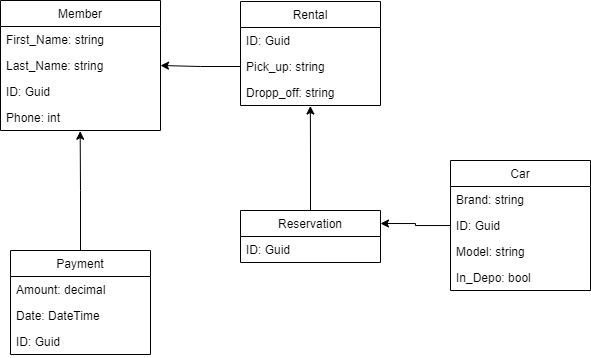 Member
First_Name: string
Last_Name: string
ID: Guid
Phone: int
Rental
ID: Guid
Pick_up: string
Dropp_off: string
Car
Brand: string
ID: Guid
Model: string
In_Depo: bool
Reservation
ID: Guid
Payment
Amount: decimal
Date: DateTime
ID: Guid